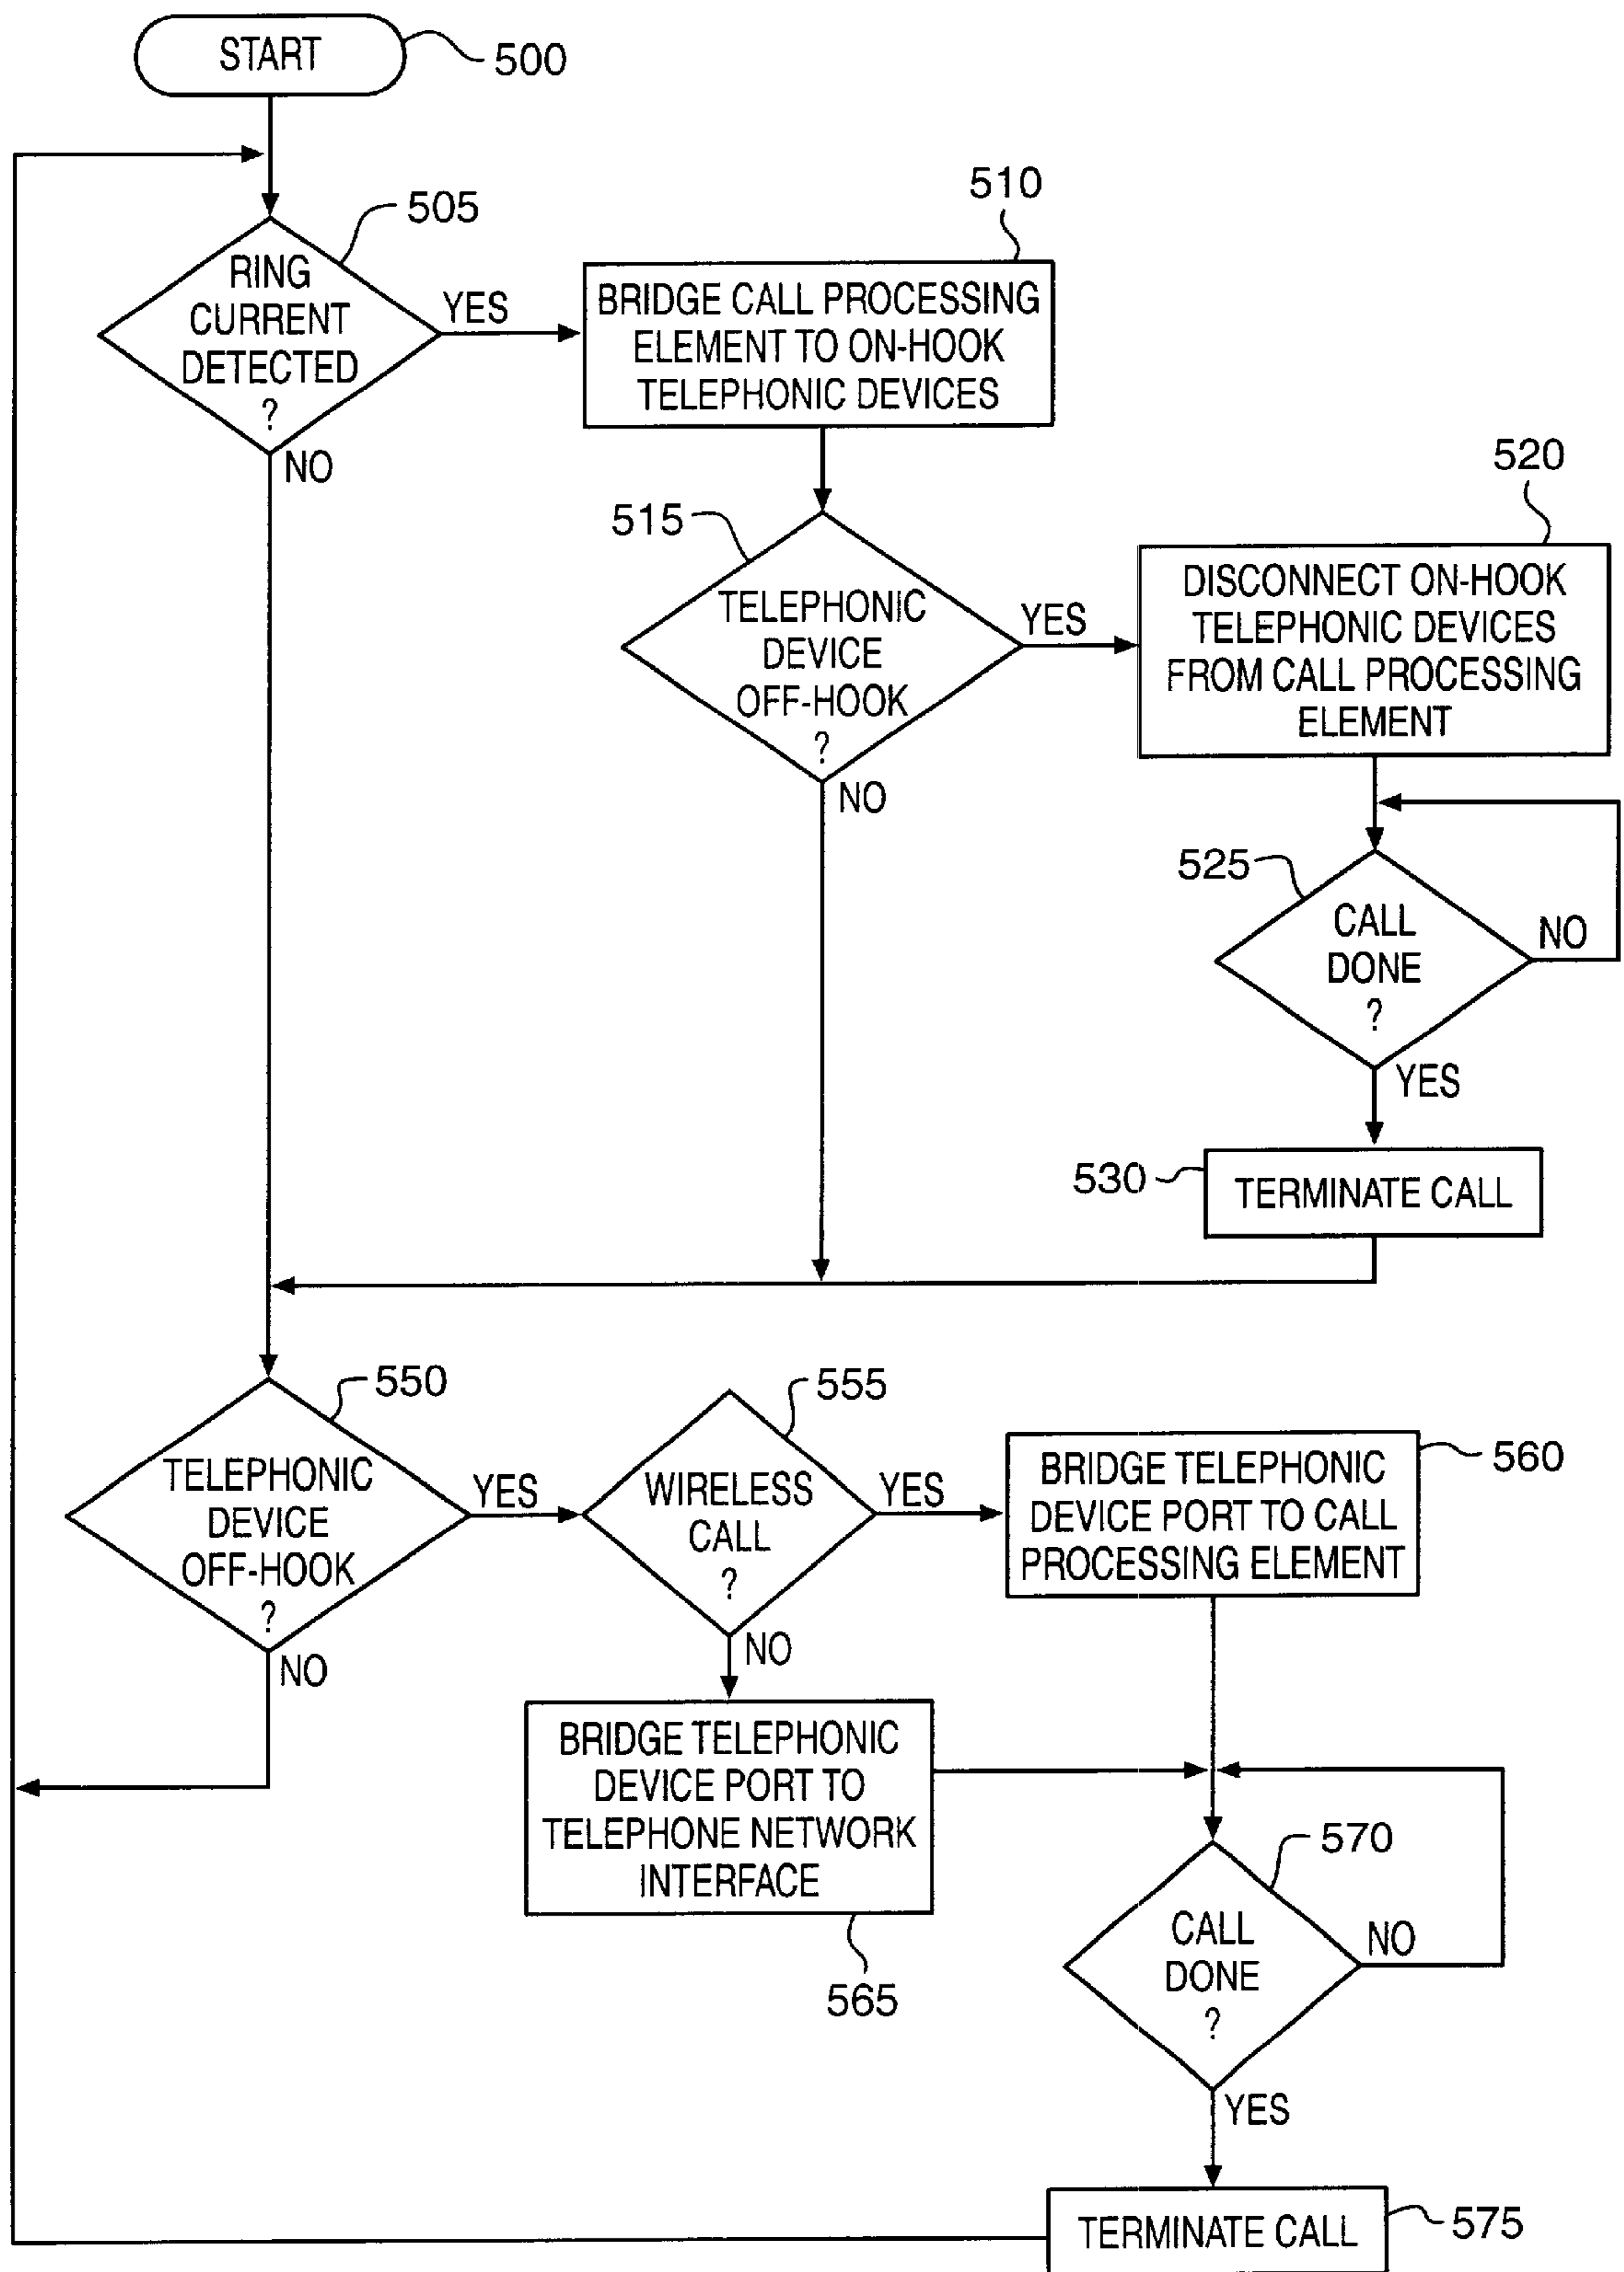 START
500
505
RING
CURRENT
DETECTED
?
YES
NO
510
BRIDGE CALL PROCESSING
ELEMENT TO ON-HOOK
TELEPHONIC DEVICES
515
TELEPHONIC
DEVICE
OFF-HOOK
?
YES
NO
520
DISCONNECT ON-HOOK
TELEPHONIC DEVICES
FROM CALL PROCESSING
ELEMENT
525
CALL
DONE
?
NO
YES
530
TERMINATE CALL
550
TELEPHONIC
DEVICE
OFF-HOOK
?
YES
NO
555
WIRELESS
CALL
?
YES
NO
560
BRIDGE TELEPHONIC
DEVICE PORT TO CALL
PROCESSING ELEMENT
BRIDGE TELEPHONIC
DEVICE PORT TO
TELEPHONE NETWORK
INTERFACE
565
570
CALL
DONE
?
NO
YES
TERMINATE CALL
575